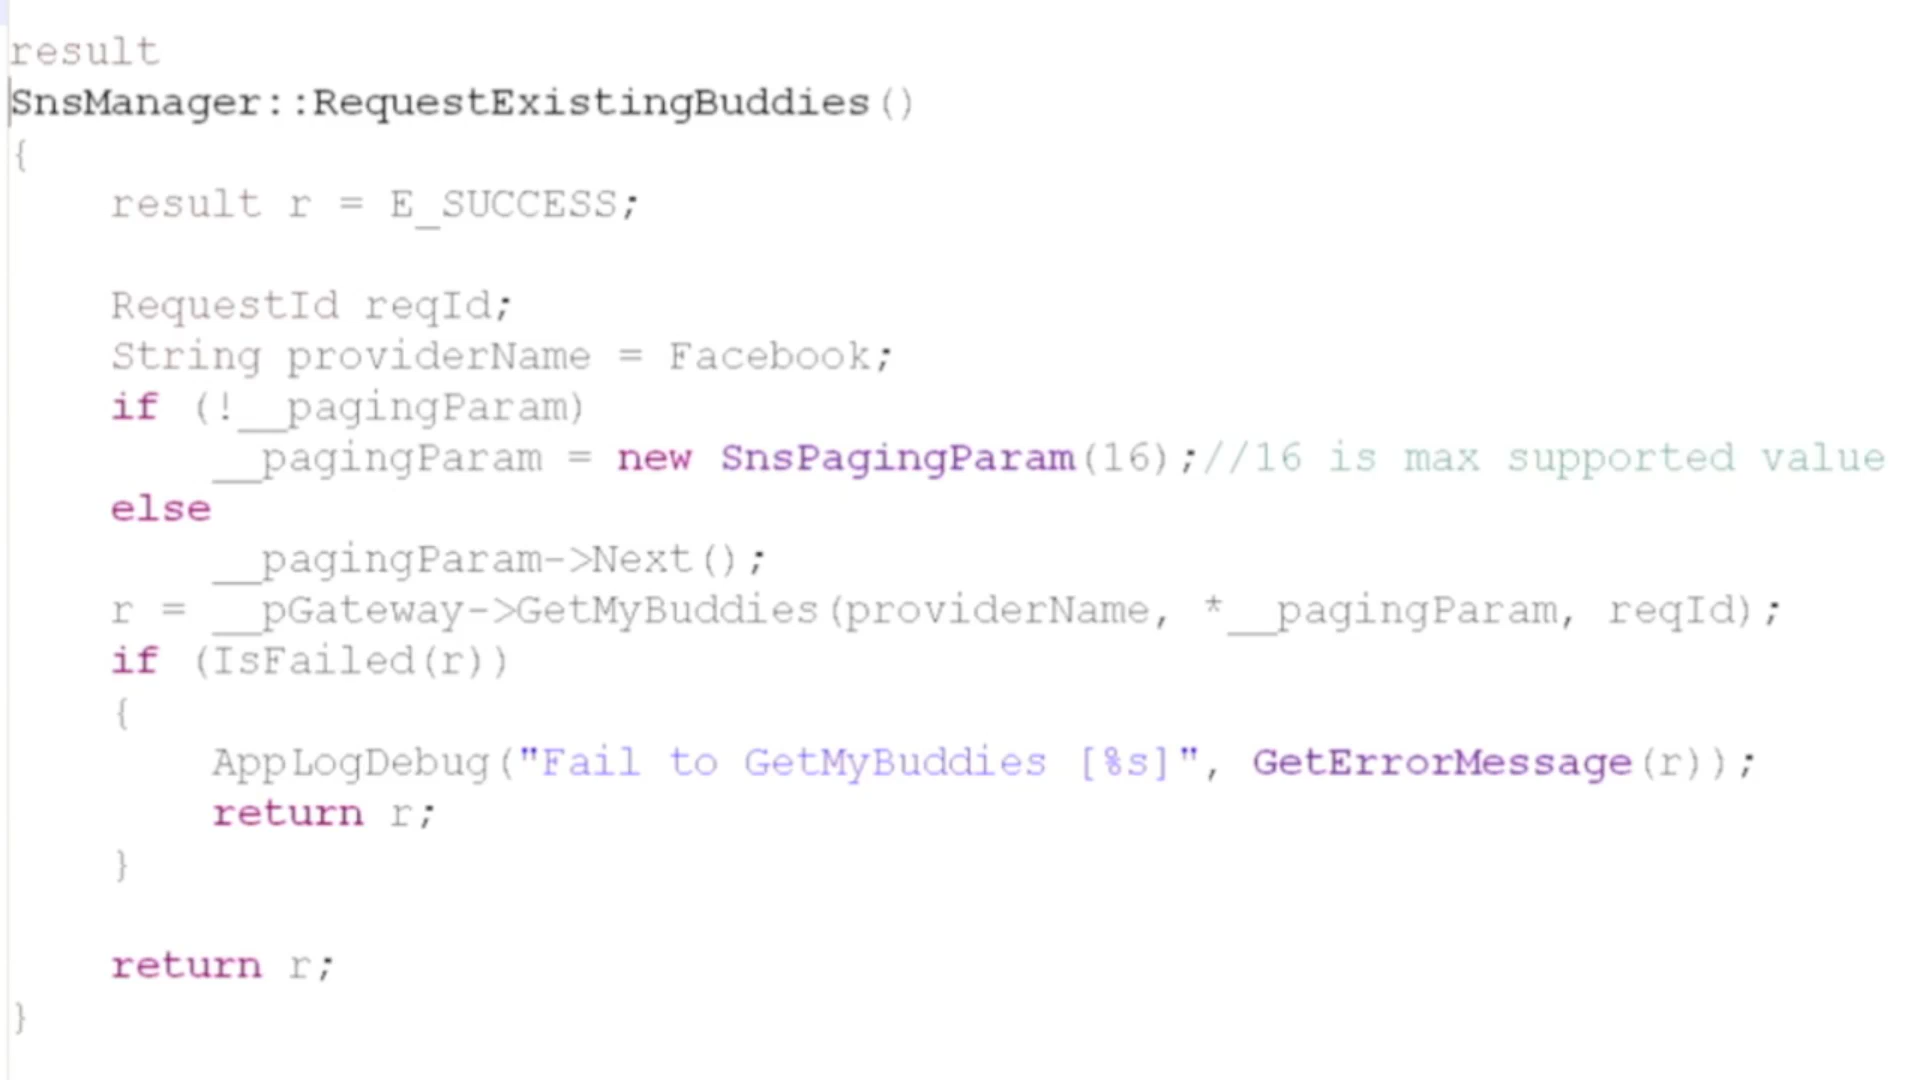 result
SnsManager::RequestExistingBuddies()
{
    result r = E_SUCCESS;

    RequestId reqId;
    String providerName = Facebook;
    if (!__pagingParam)
        __pagingParam = new SnsPagingParam(16);//16 is max supported value
    else
        __pagingParam->Next();
    r = __pGateway->GetMyBuddies(providerName, *__pagingParam, reqId);
    if (IsFailed(r))
    {
        AppLogDebug("Fail to GetMyBuddies [%s]", GetErrorMessage(r));
        return r;
    }

    return r;
}